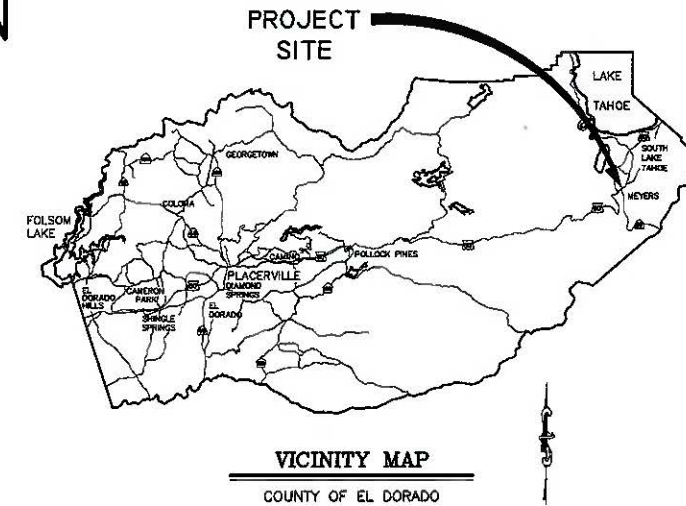 PROJECT
SITE
LAKE
TAHOE
GEORGETOWN
SOUTH
LAKE
TAHOE
MEYERS
COLOMA
FOLSOM
LAKE
CAMINO
POLLOCK PINES
PLACERVILLE
DIAMOND
SPRINGS
EL
DORADO
HILLS
CAMERON
PARK
EL
DORADO
SHINGLE
SPRINGS
50
VICINITY MAP
COUNTY OF EL DORADO